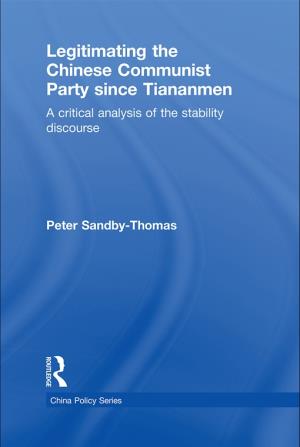 Legitimating the
Chinese Communist
Party since Tiananmen
A critical analysis of the stability
discourse
Peter Sandby-Thomas
ROUTLEDGE
China Policy Series